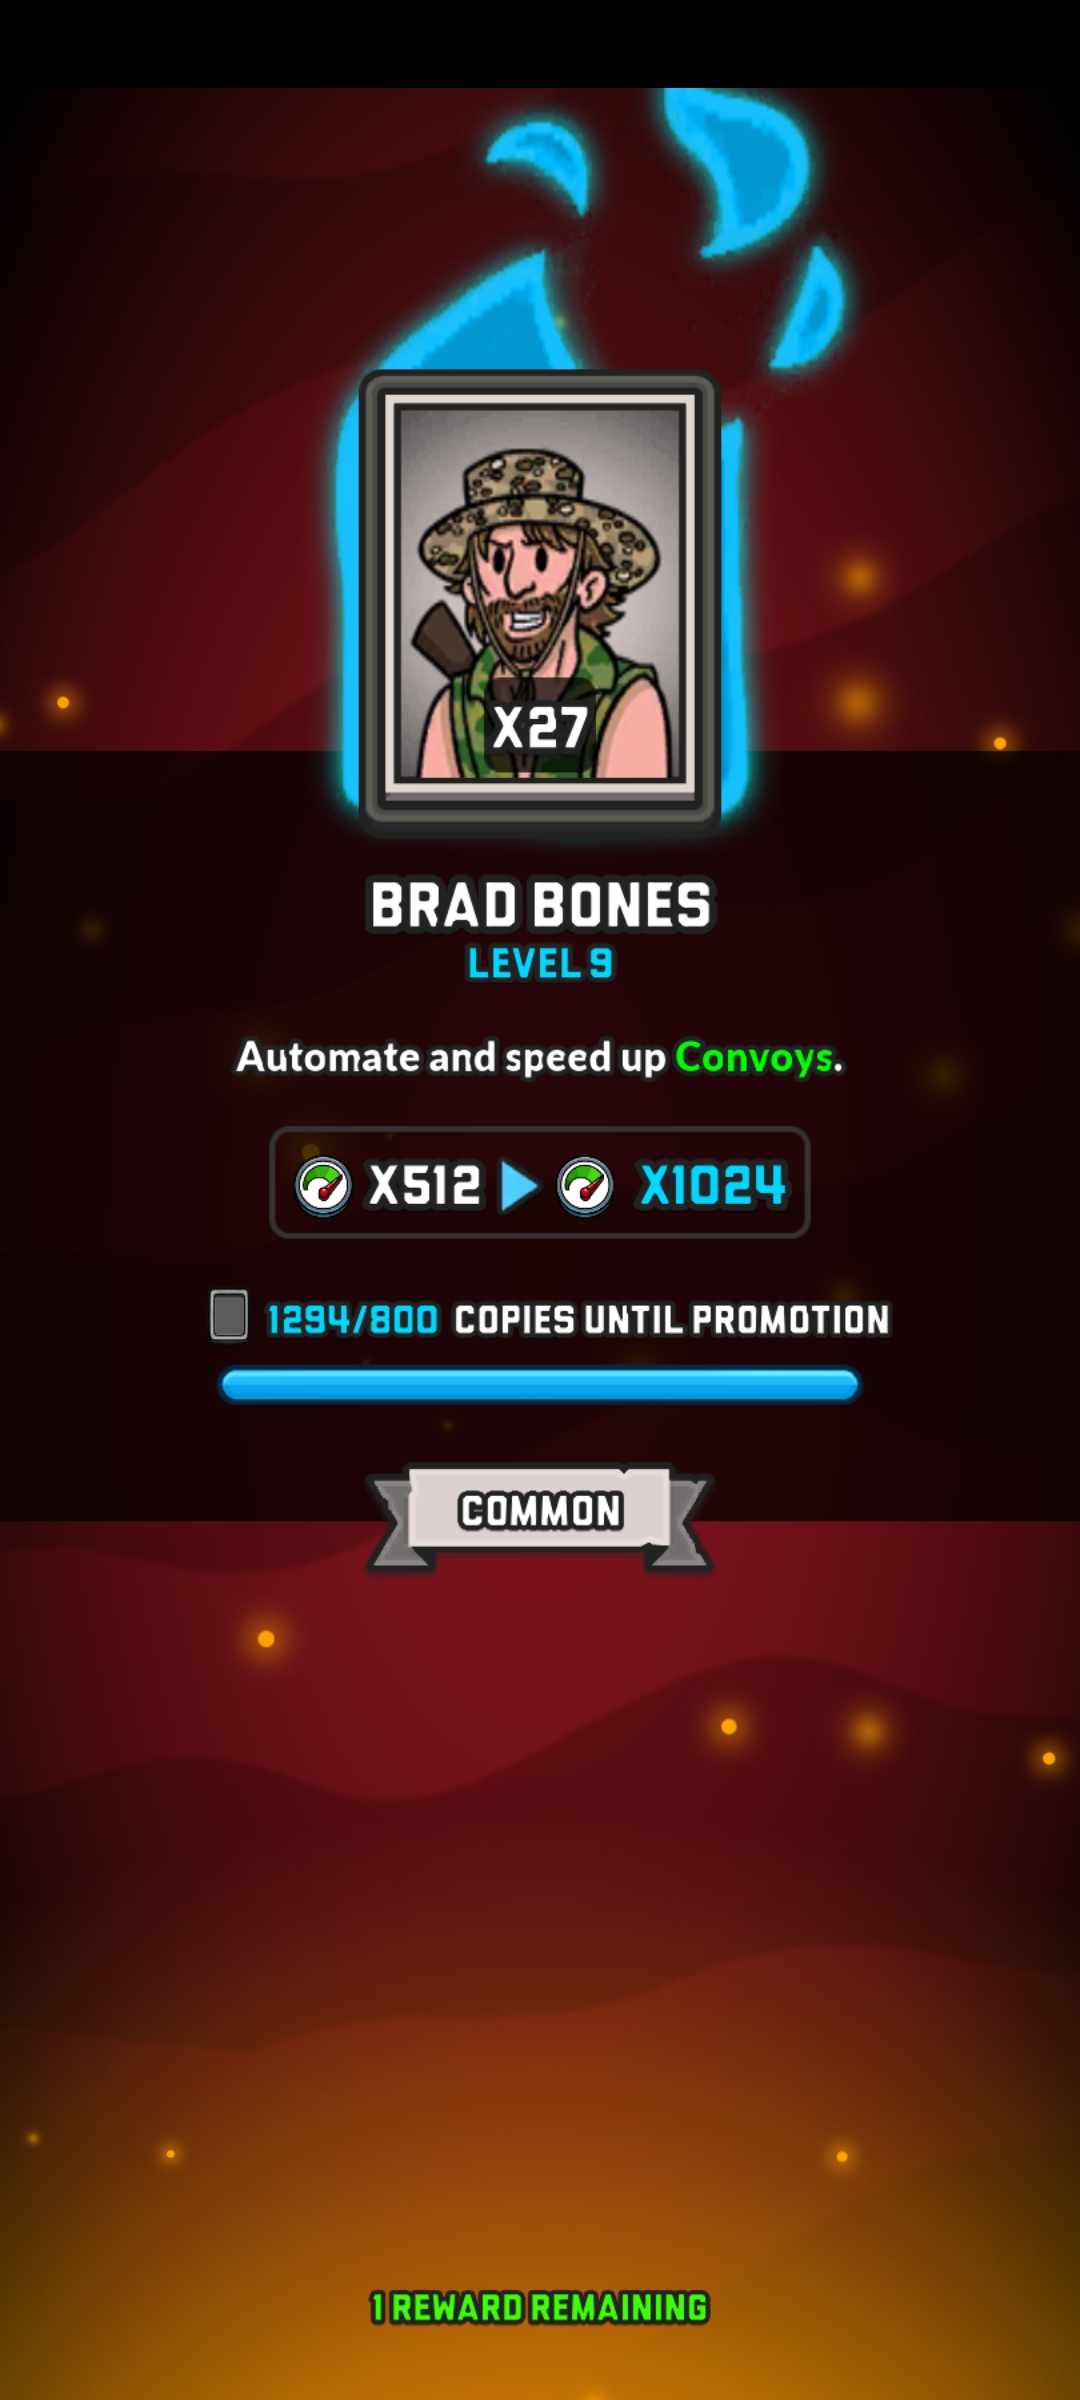 X27
BRAD BONES
LEVEL 9
Automate and speed up Convoys.
X512 X1024
1294/800 COPIES UNTIL PROMOTION
COMMON
1 REWARD REMAINING